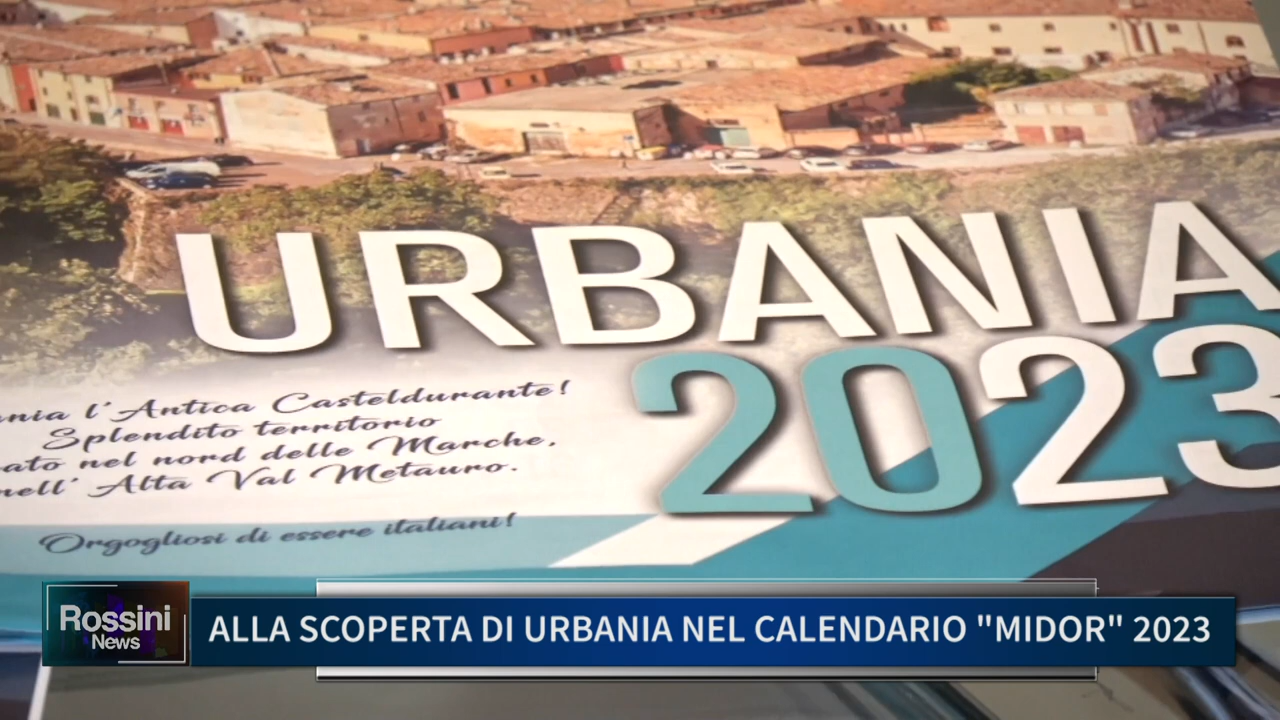 URBANIA
2023
l'Antica Casteldurante!
Splendito territorio
nel nord delle Marche,
nell' Alta Val Metauro.
Orgogliosi di essere italiani!
Rossini
News
ALLA SCOPERTA DI URBANIA NEL CALENDARIO "MIDOR" 2023